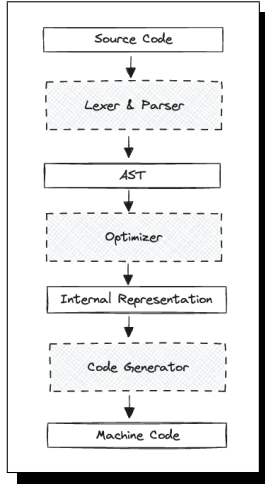 Source Code
Lexer & Parser
AST
Optimizer
Internal Representation
Code Generator
Machine Code